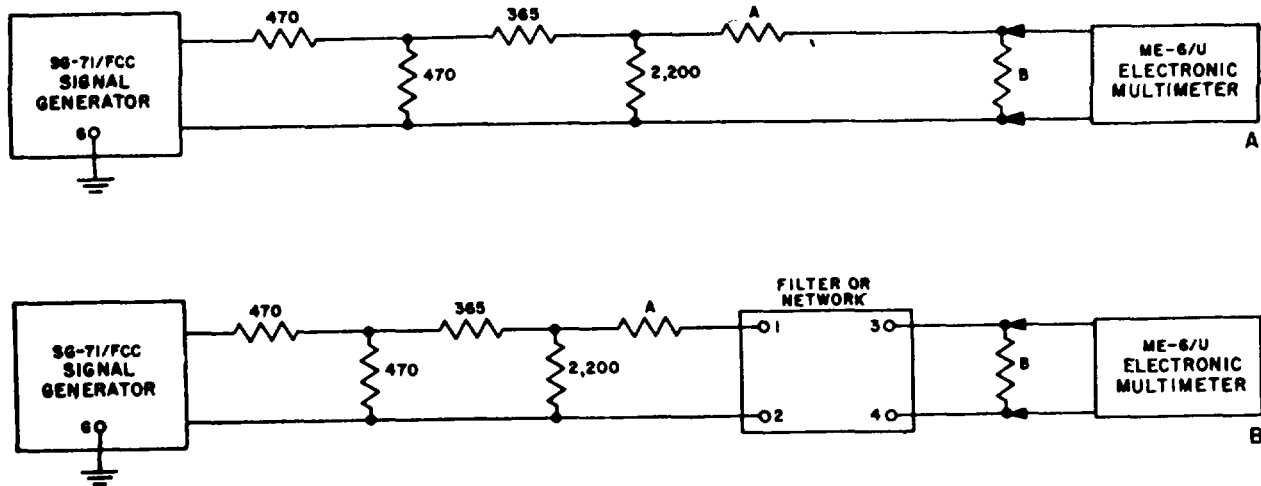 470
365
A
SG-71/FCC
SIGNAL
GENERATOR
6
470
2,200
B
ME-6/U
ELECTRONIC
MULTIMETER
A
470
365
A
FILTER OR
NETWORK
SG-71/FCC
SIGNAL
GENERATOR
6
470
2,200
1
3
2
4
B
ME-6/U
ELECTRONIC
MULTIMETER
B